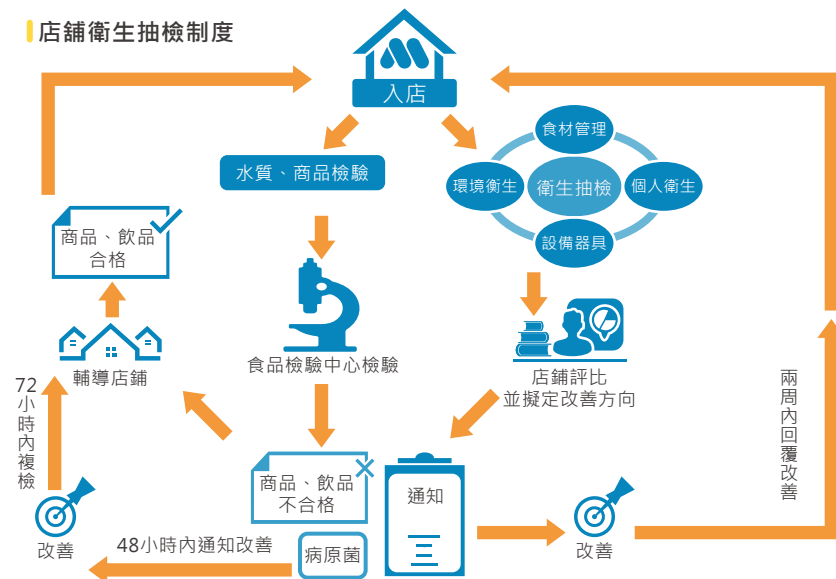 店舖衛生抽檢制度
入店
水質、商品檢驗
食材管理
環境衛生
衛生抽檢
個人衛生
設備器具
商品、飲品
合格
食品檢驗中心檢驗
店鋪評比
並擬定改善方向
輔導店鋪
72
小時內複檢
兩周內回覆改善
商品、飲品
不合格
通知
改善
48小時內通知改善
病原菌
改善